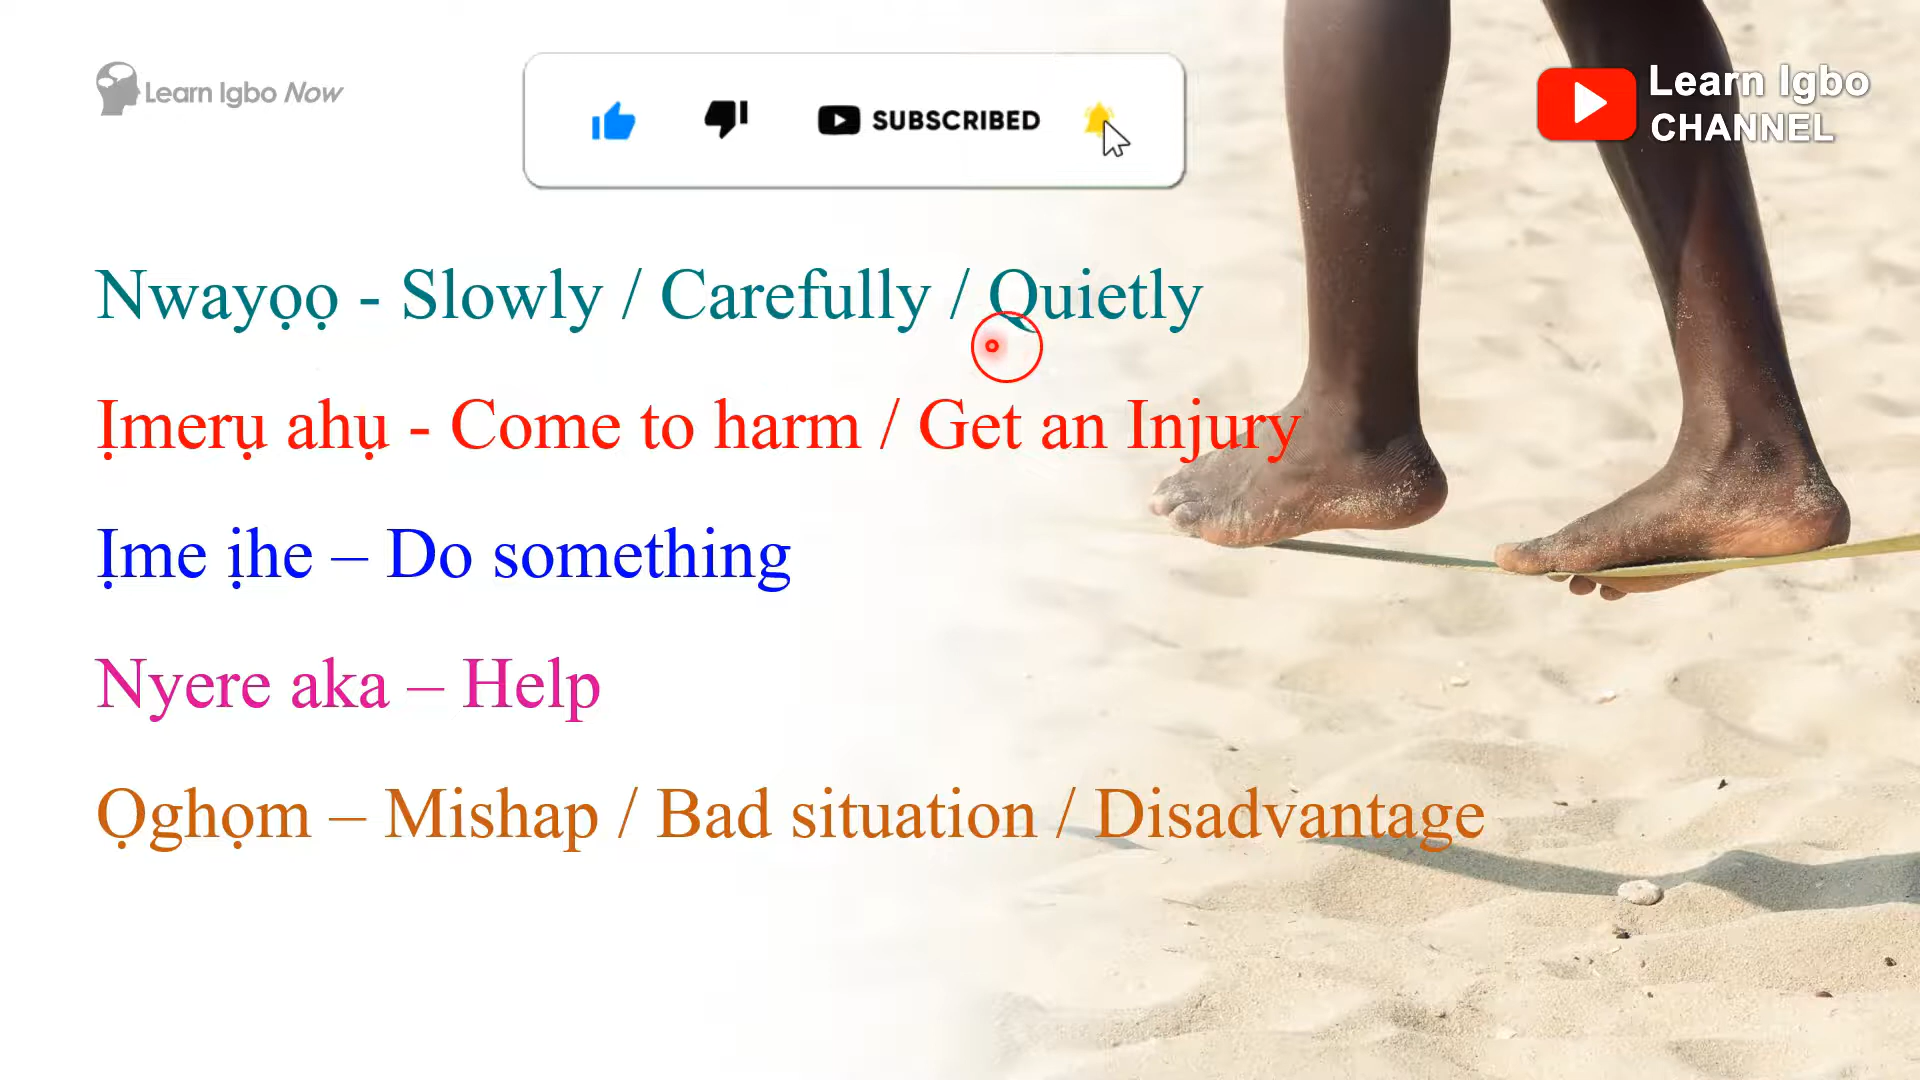 Learn Igbo Now
SUBSCRIBED
Learn Igbo
CHANNEL
Nwayọọ - Slowly / Carefully / Quietly
Ịmerụ ahụ - Come to harm / Get an Injury
Ịme ịhe – Do something
Nyere aka – Help
Ọghọm – Mishap / Bad situation / Disadvantage